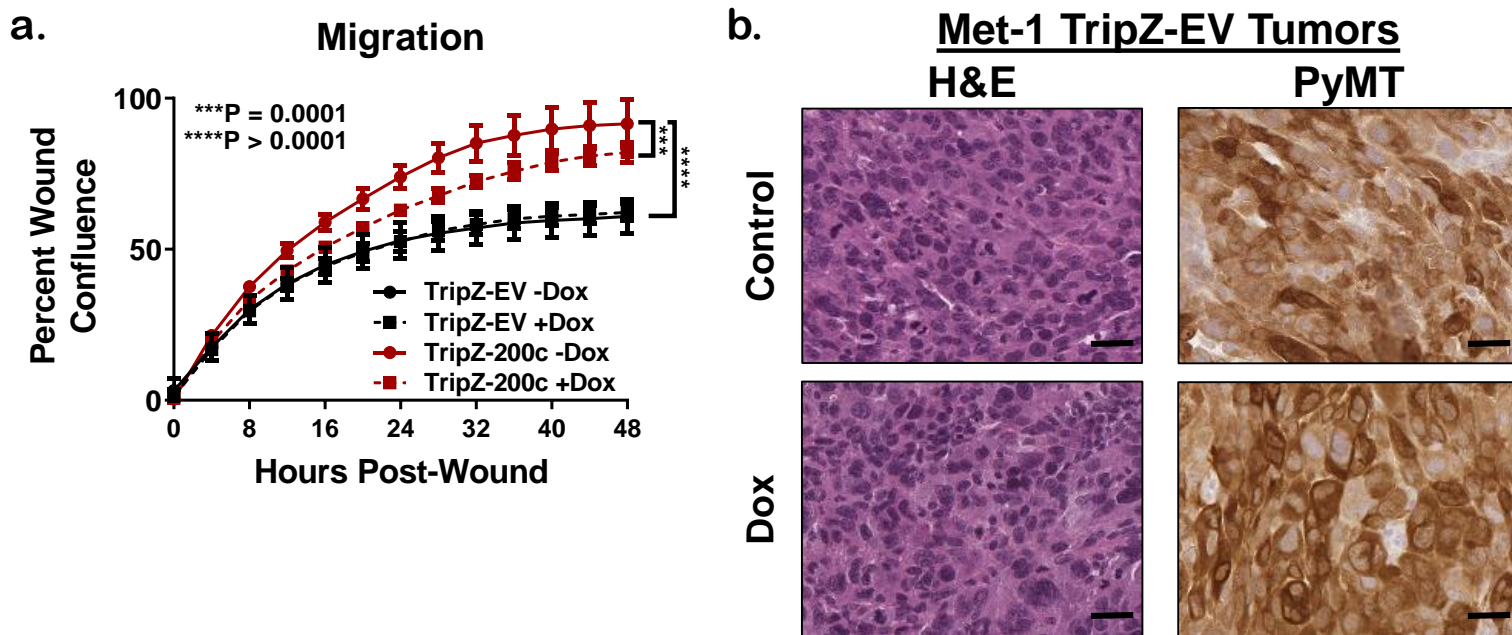 a.
Migration
***P = 0.0001
****P > 0.0001
100
50
0
Percent Wound
Confluence
***
****
TripZ-EV -Dox
TripZ-EV +Dox
TripZ-200c -Dox
TripZ-200c +Dox
0 8 16 24 32 40 48
Hours Post-Wound
b.
Met-1 TripZ-EV Tumors
H&E PyMT
Control
Dox